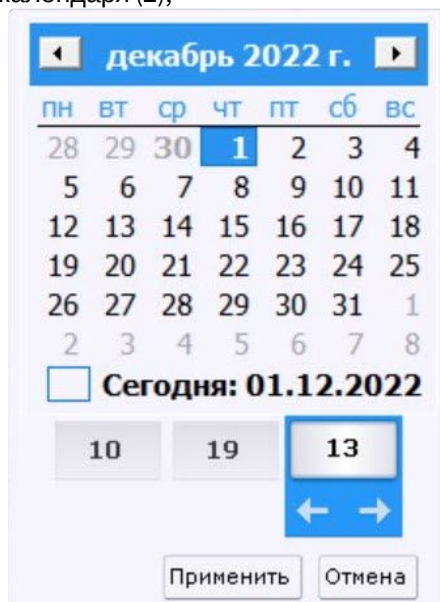 календаря (2),
декабрь 2022 г.
пн вт ср чт пт сб вс
28 29 30 1 2 3 4
5 6 7 8 9 10 11
12 13 14 15 16 17 18
19 20 21 22 23 24 25
26 27 28 29 30 31 1
2 3 4 5 6 7 8
Сегодня: 01.12.2022
10 19 13
Применить Отмена